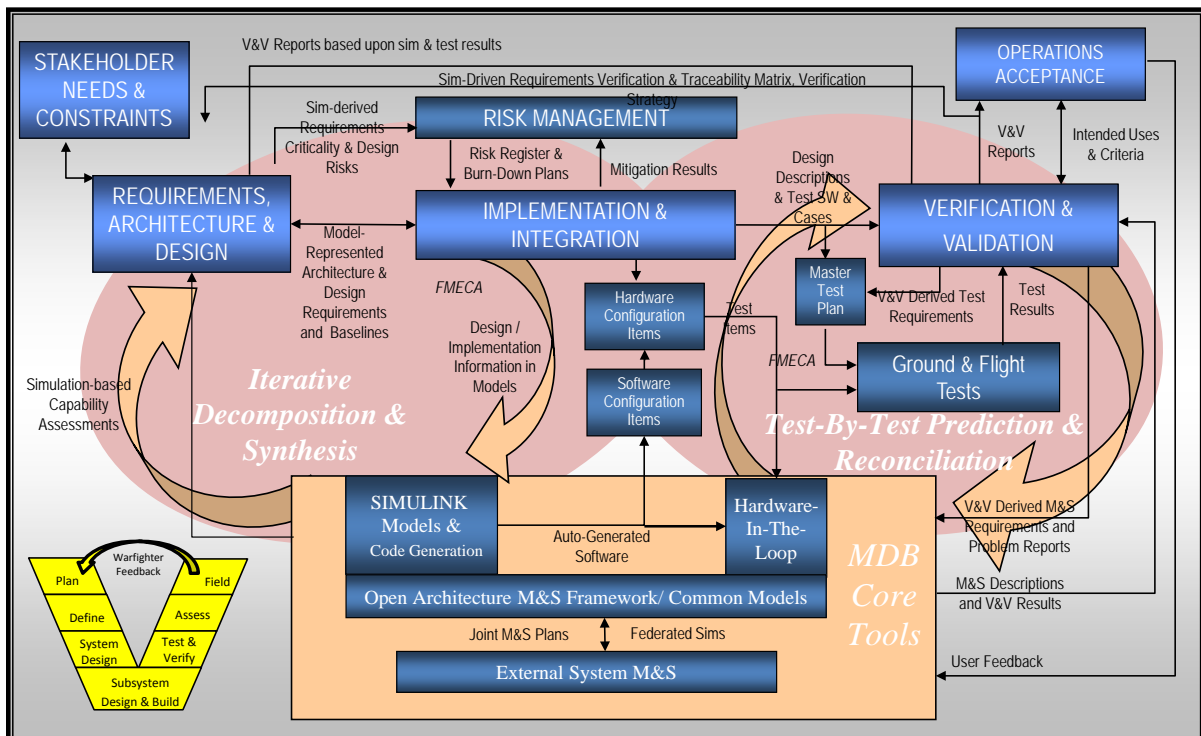 V&V Reports based upon sim & test results
STAKEHOLDER
NEEDS &
CONSTRAINTS
OPERATIONS
ACCEPTANCE
Sim-Driven Requirements Verification & Traceability Matrix, Verification
Strategy
Sim-derived
Requirements
Criticality & Design
Risks
RISK MANAGEMENT
Risk Register &
Burn-Down Plans
Mitigation Results
Design
Descriptions
& Test SW &
Cases
V&V
Reports
Intended Uses
& Criteria
REQUIREMENTS,
ARCHITECTURE &
DESIGN
IMPLEMENTATION &
INTEGRATION
VERIFICATION &
VALIDATION
Model-
Represented
Architecture &
Design
Requirements
and Baselines
FMECA
Design /
Implementation
Information in
Models
Hardware
Configuration
Items
Software
Configuration
Items
Test
Items
Master
Test
Plan
V&V Derived Test
Requirements
Test
Results
FMECA
Ground & Flight
Tests
Simulation-based
Capability
Assessments
Iterative
Decomposition &
Synthesis
Test-By-Test Prediction &
Reconciliation
SIMULINK
Models &
Code Generation
Auto-Generated
Software
Hardware-
In-The-
Loop
V&V Derived M&S
Requirements and
Problem Reports
MDB
Core
Tools
M&S Descriptions
and V&V Results
Open Architecture M&S Framework/ Common Models
Joint M&S Plans
Federated Sims
External System M&S
User Feedback
Warfighter
Feedback
Plan
Field
Define
Assess
System
Design
Test &
Verify
Subsystem
Design & Build